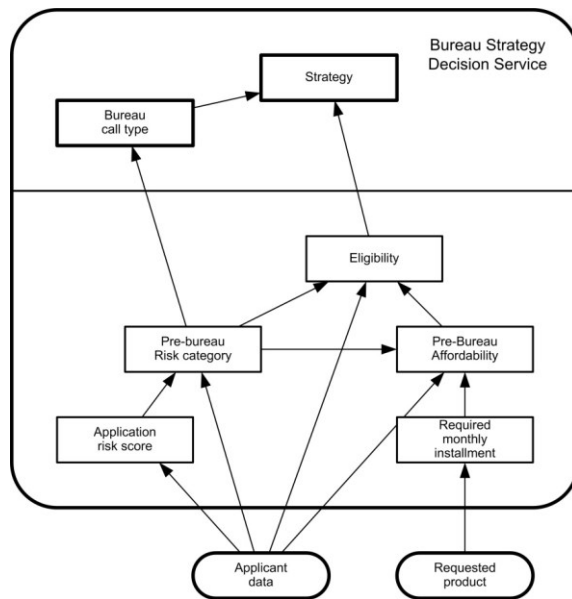 Bureau Strategy
Decision Service
Strategy
Bureau
call type
Eligibility
Pre-bureau
Risk category
Pre-Bureau
Affordability
Application
risk score
Required
monthly
installment
Applicant
data
Requested
product